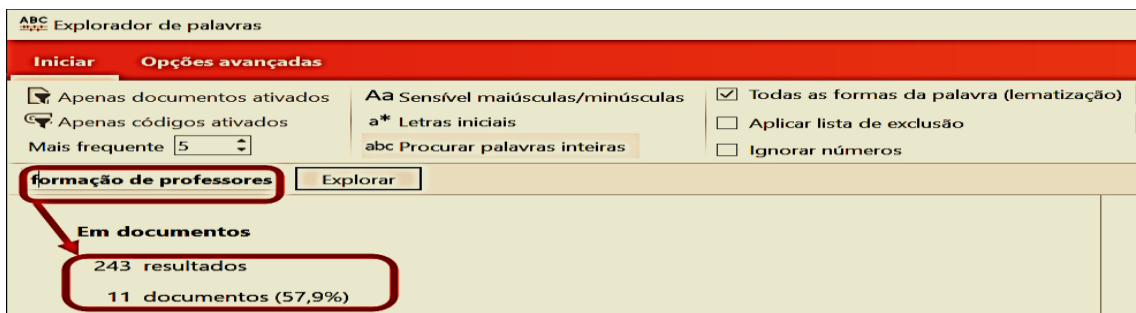 ABC Explorador de palavras
Iniciar Opções avançadas
Apenas documentos ativados
Apenas códigos ativados
Mais frequente 5
Aa Sensível maiúsculas/minúsculas
a* Letras iniciais
abc Procurar palavras inteiras
Todas as formas da palavra (lematização)
Aplicar lista de exclusão
Ignorar números
formação de professores Explorar
Em documentos
243 resultados
11 documentos (57,9%)